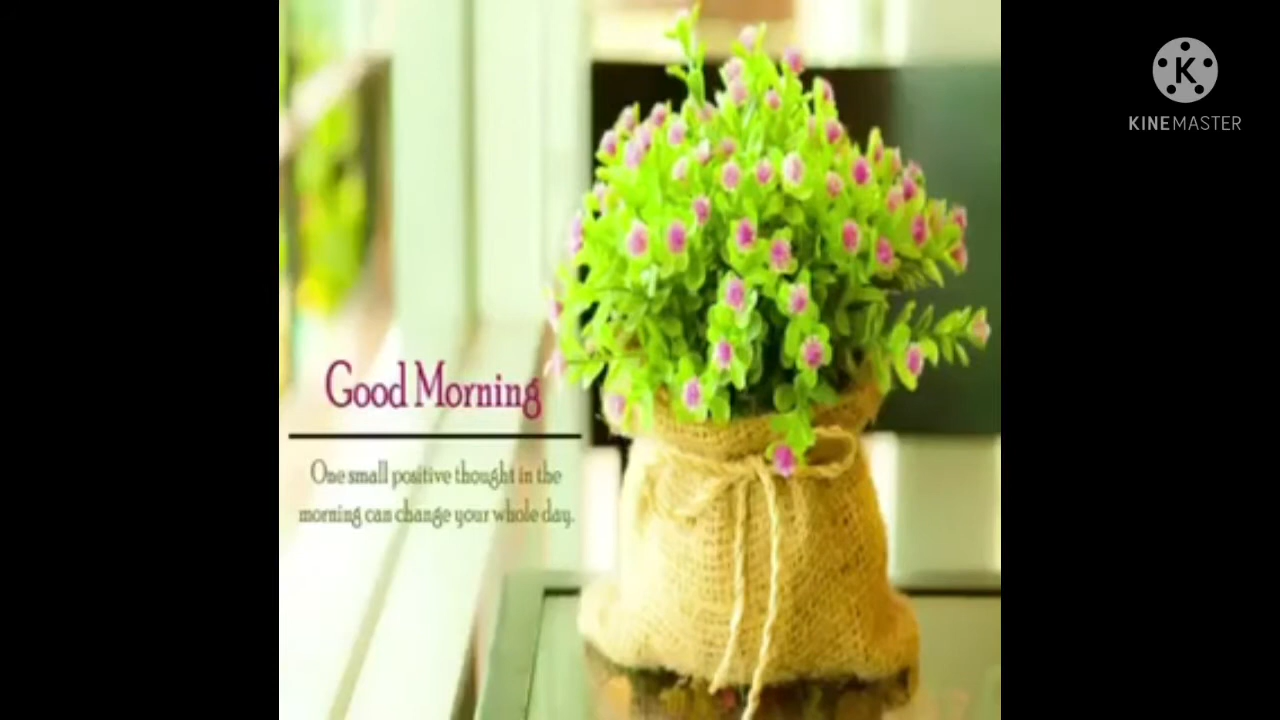 KINEMASTER
Good Morning
One small positive thought in the
morning can change your whole day.